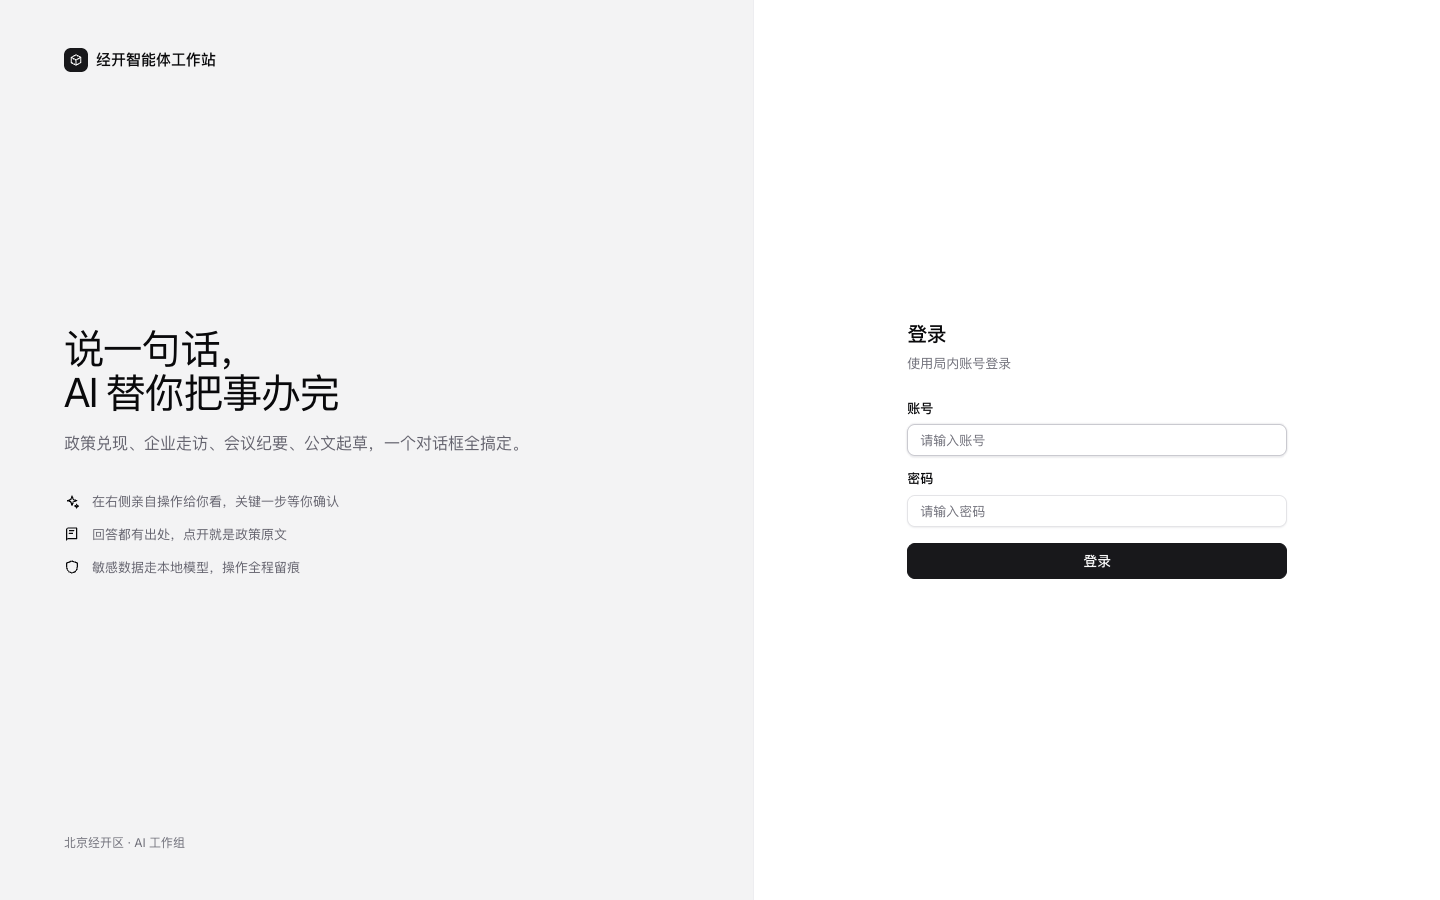 经开智能体工作站
说一句话，
AI 替你把事办完
政策兑现、企业走访、会议纪要、公文起草，一个对话框全搞定。
在右侧亲自操作给你看，关键一步等你确认
回答都有出处，点开就是政策原文
敏感数据走本地模型，操作全程留痕
北京经开区 · AI 工作组
登录
使用局内账号登录
账号
请输入账号
密码
请输入密码
登录